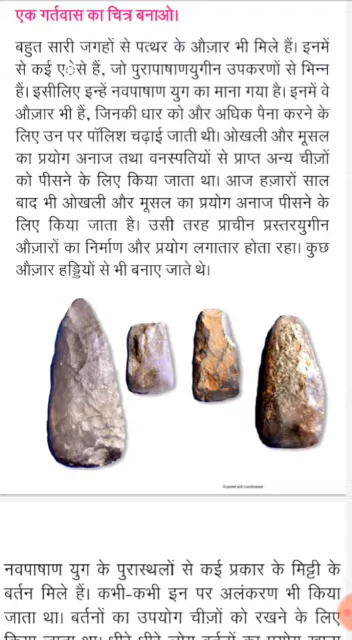 एक गर्तवास का चित्र बनाओ।
बहुत सारी जगहों से पत्थर के औज़ार भी मिले हैं। इनमें
से कई एेसे हैं, जो पुरापाषाणयुगीन उपकरणों से भिन्न
हैं। इसीलिए इन्हें नवपाषाण युग का माना गया है। इनमें वे
औज़ार भी हैं, जिनकी धार को और अधिक पैना करने के
लिए उन पर पॉलिश चढ़ाई जाती थी। ओखली और मूसल
का प्रयोग अनाज तथा वनस्पतियों से प्राप्त अन्य चीज़ों
को पीसने के लिए किया जाता था। आज हज़ारों साल
बाद भी ओखली और मूसल का प्रयोग अनाज पीसने के
लिए किया जाता है। उसी तरह प्राचीन प्रस्तरयुगीन
औज़ारों का निर्माण और प्रयोग लगातार होता रहा। कुछ
औज़ार हड्डियों से भी बनाए जाते थे।
नवपाषाण युग के पुरास्थलों से कई प्रकार के मिट्टी के
बर्तन मिले हैं। कभी-कभी इन पर अलंकरण भी किया
जाता था। बर्तनों का उपयोग चीज़ों को रखने के लिए